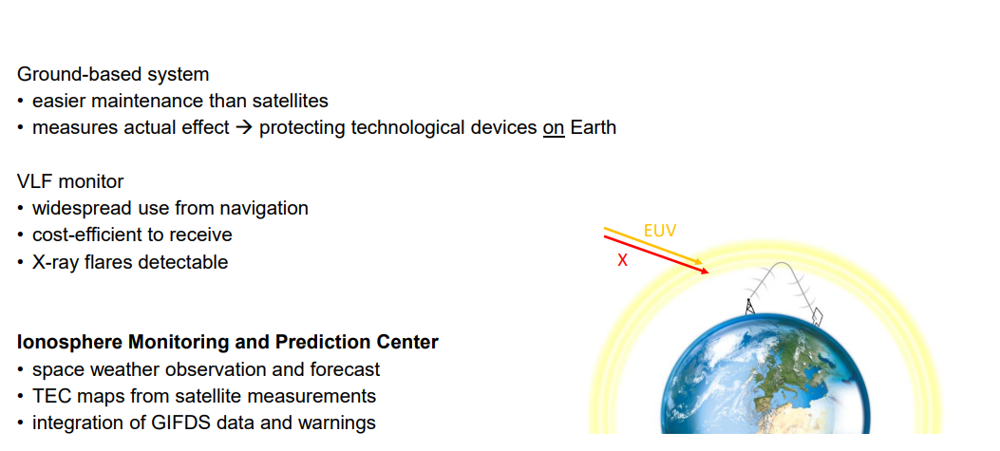 Ground-based system
• easier maintenance than satellites
• measures actual effect → protecting technological devices on Earth
VLF monitor
• widespread use from navigation
• cost-efficient to receive
• X-ray flares detectable
EUV
X
Ionosphere Monitoring and Prediction Center
• space weather observation and forecast
• TEC maps from satellite measurements
• integration of GIFDS data and warnings